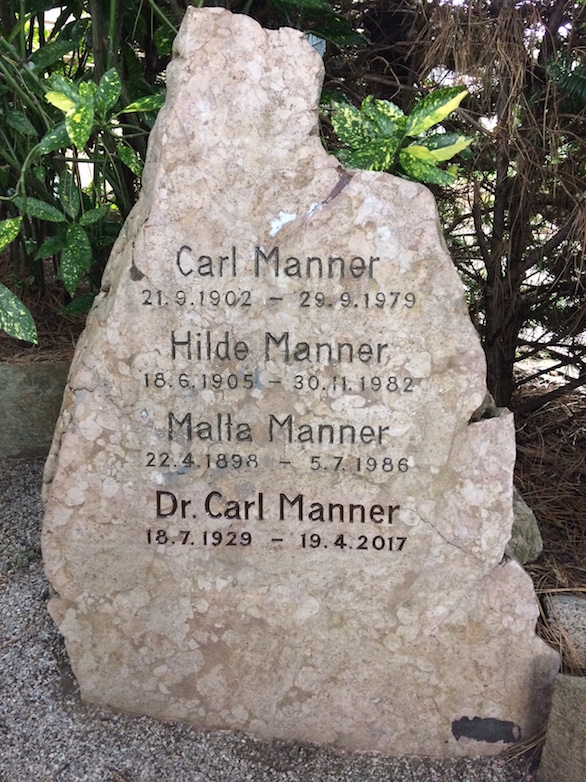 Carl Manner
21.9.1902 – 29.9.1979
Hilde Manner
18.6.1905 – 30.11.1982
Malta Manner
22.4.1898 – 5.7.1986
Dr. Carl Manner
18.7.1929 – 19.4.2017